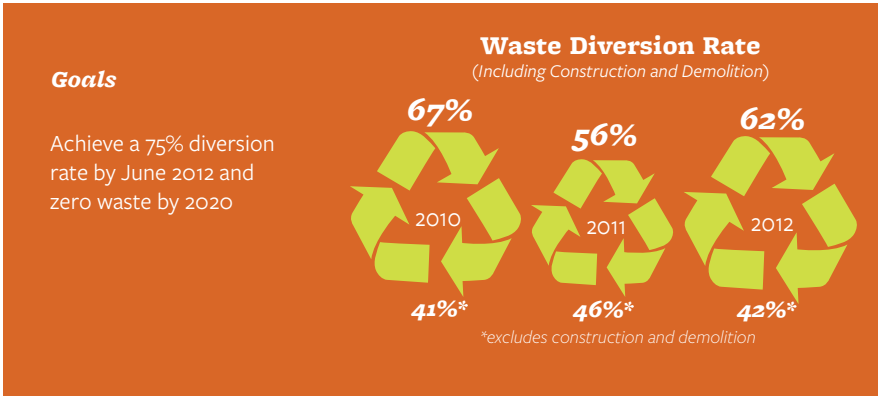 Goals
Achieve a 75% diversion
rate by June 2012 and
zero waste by 2020
Waste Diversion Rate
(Including Construction and Demolition)
67%
56%
62%
2010
2011
2012
41%*
46%*
42%*
*excludes construction and demolition